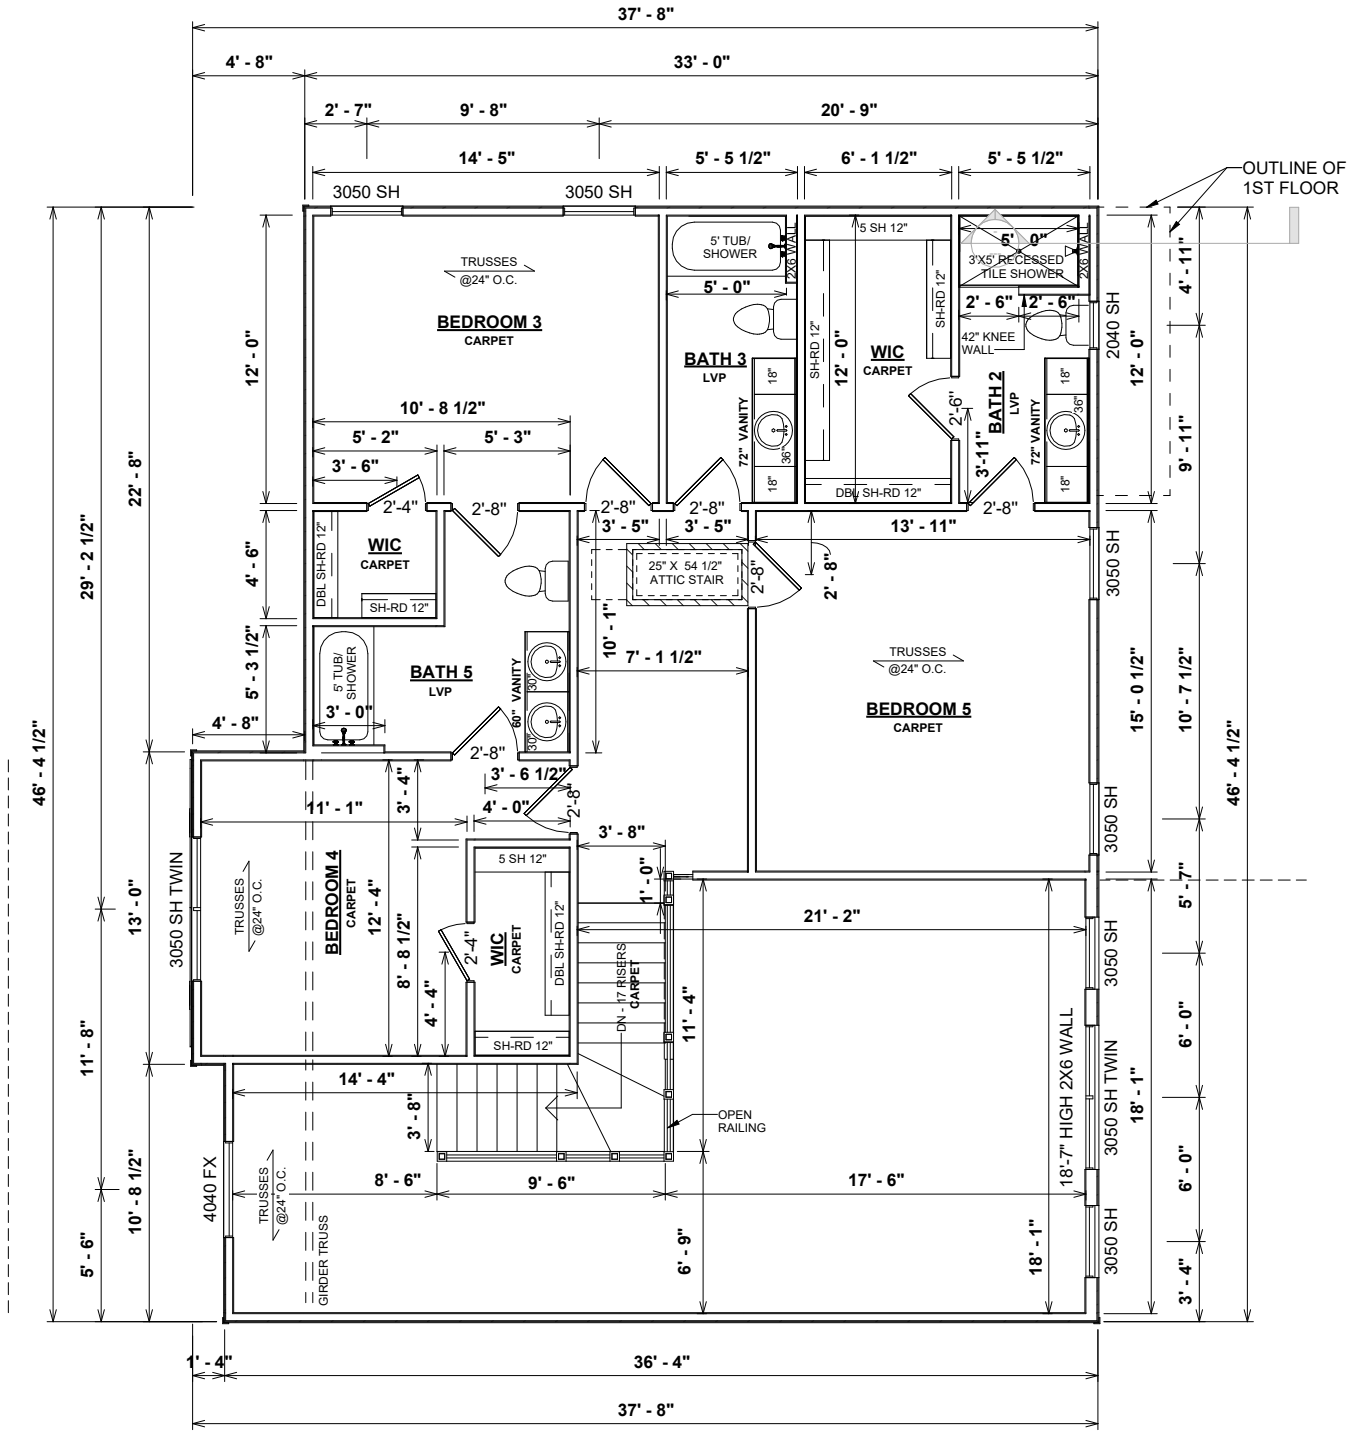 37' - 8"
4' - 8"
33' - 0"
2' - 7"
9' - 8"
20' - 9"
14' - 5"
5' - 5 1/2"
6' - 1 1/2"
5' - 5 1/2"
OUTLINE OF
1ST FLOOR
3050 SH
3050 SH
5' TUB/
SHOWER
2X6 WALL
5 SH 12"
5' - 0"
3'X5' RECESSED
TILE SHOWER
2X6 WALL
4' - 11"
TRUSSES
@24" O.C.
5' - 0"
SH-RD 12"
2' - 6"
2' - 6"
2040 SH
BEDROOM 3
CARPET
BATH 3
LVP
SH-RD 12"
12' - 0"
WIC
CARPET
42" KNEE
WALL
12' - 0"
12' - 0"
18"
18"
BATH 2
LVP
2'-6"
10' - 8 1/2"
72" VANITY
36"
72" VANITY
36"
3'-11"
9' - 11"
5' - 2"
5' - 3"
22' - 8"
3' - 6"
18"
DBL SH-RD 12"
18"
2'-4"
2'-8"
2'-8"
2'-8"
2'-8"
3' - 5"
3' - 5"
13' - 11"
29' - 2 1/2"
4' - 6"
DBL SH-RD 12"
WIC
CARPET
SH-RD 12"
25" X 54 1/2"
ATTIC STAIR
2'-8"
2' - 8"
3050 SH
10' - 1"
5' - 3 1/2"
5' TUB/
SHOWER
BATH 5
LVP
60" VANITY
30"
30"
7' - 1 1/2"
TRUSSES
@24" O.C.
BEDROOM 5
CARPET
15' - 0 1/2"
10' - 7 1/2"
4' - 8"
3' - 0"
46' - 4 1/2"
46' - 4 1/2"
2'-8"
3' - 6 1/2"
3' - 4"
11' - 1"
4' - 0"
2'-8"
3050 SH
3' - 8"
3050 SH TWIN
13' - 0"
TRUSSES
@24" O.C.
BEDROOM 4
CARPET
12' - 4"
8' - 8 1/2"
5 SH 12"
1' - 0"
5' - 7"
2'-4"
WIC
CARPET
DBL SH-RD 12"
21' - 2"
4' - 4"
DN - 17 RISERS
CARPET
3050 SH
11' - 8"
11' - 4"
18'-7" HIGH 2X6 WALL
6' - 0"
SH-RD 12"
14' - 4"
3' - 8"
OPEN
RAILING
3050 SH TWIN
18' - 1"
4040 FX
TRUSSES
@24" O.C.
8' - 6"
9' - 6"
17' - 6"
6' - 0"
10' - 8 1/2"
5' - 6"
GIRDER TRUSS
6' - 9"
18' - 1"
3050 SH
3' - 4"
1' - 4"
36' - 4"
37' - 8"